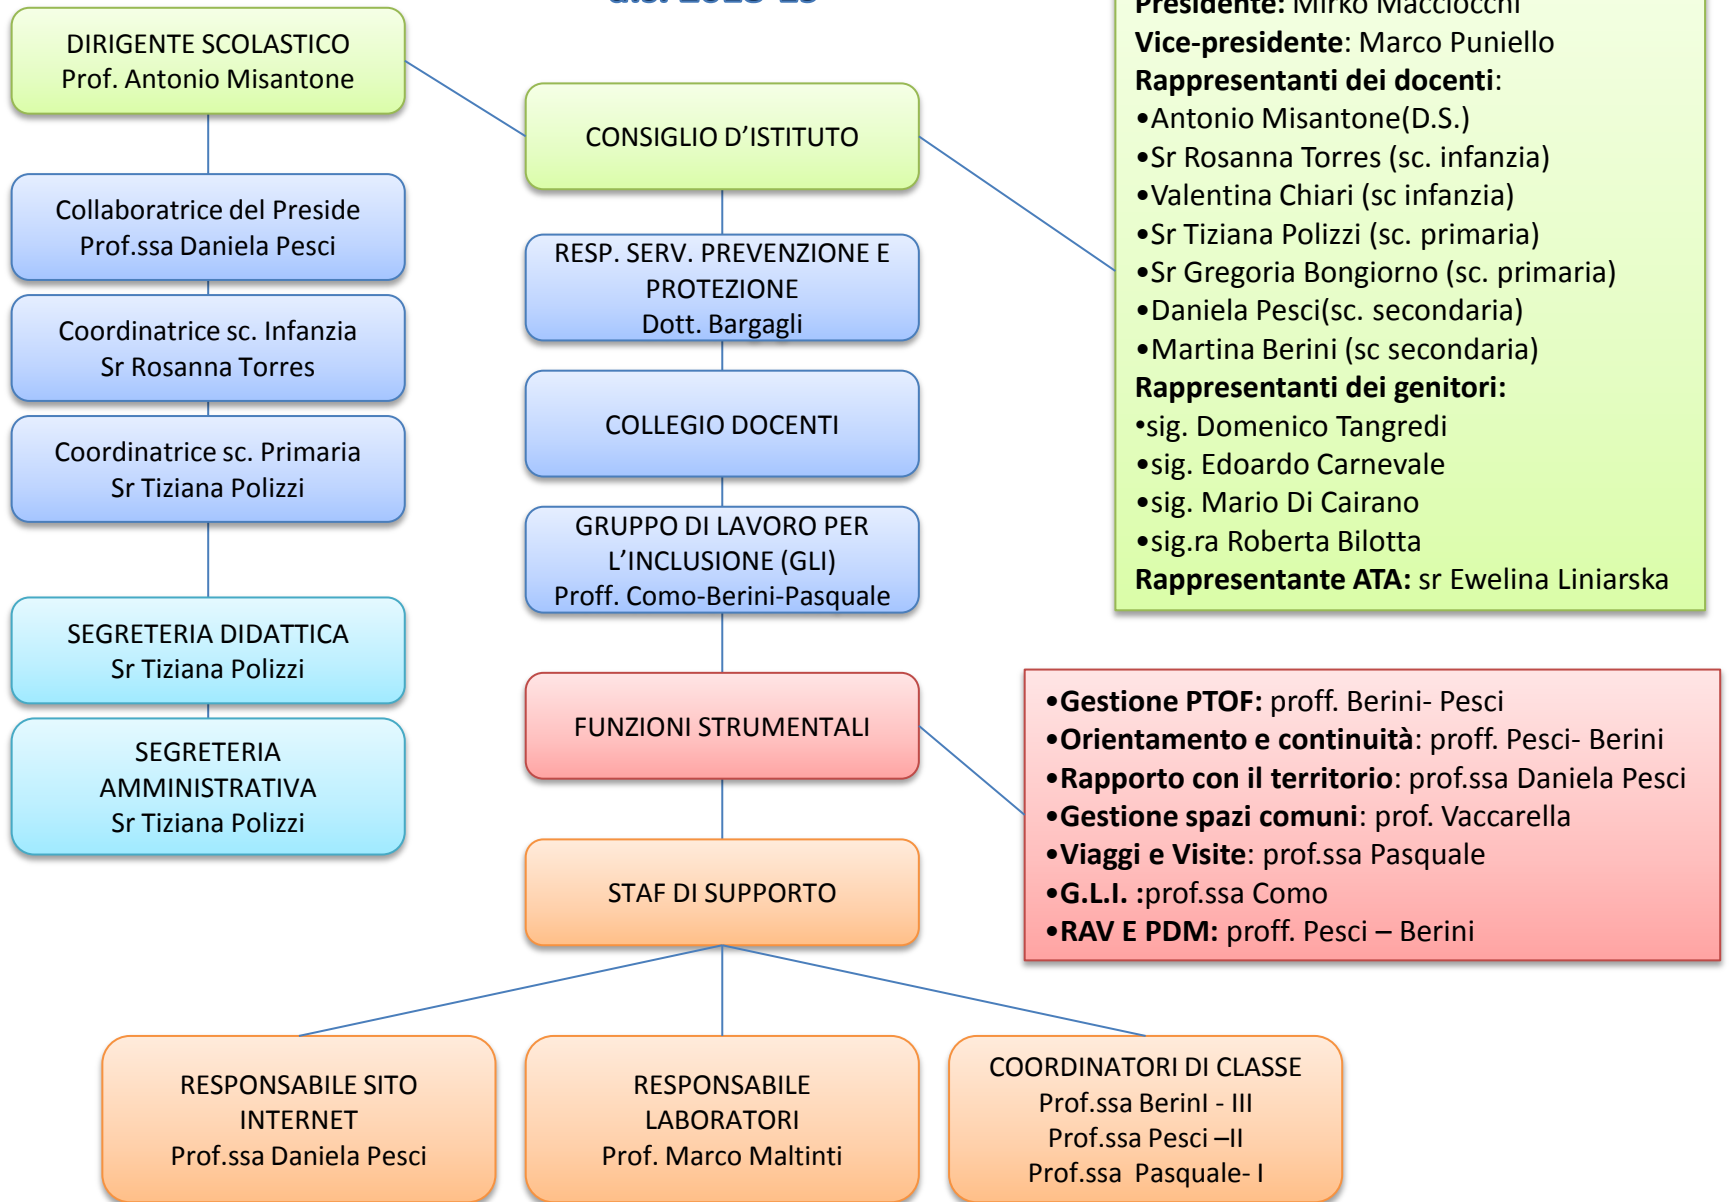 DIRIGENTE SCOLASTICO
Prof. Antonio Misantone
Collaboratrice del Preside
Prof.ssa Daniela Pesci
Coordinatrice sc. Infanzia
Sr Rosanna Torres
Coordinatrice sc. Primaria
Sr Tiziana Polizzi
SEGRETERIA DIDATTICA
Sr Tiziana Polizzi
SEGRETERIA
AMMINISTRATIVA
Sr Tiziana Polizzi
CONSIGLIO D’ISTITUTO
RESP. SERV. PREVENZIONE E
PROTEZIONE
Dott. Bargagli
COLLEGIO DOCENTI
GRUPPO DI LAVORO PER
L’INCLUSIONE (GLI)
Proff. Como-Berini-Pasquale
FUNZIONI STRUMENTALI
STAF DI SUPPORTO
Presidente: Mirko Macciocchi
Vice-presidente: Marco Puniello
Rappresentanti dei docenti:
•Antonio Misantone(D.S.)
•Sr Rosanna Torres (sc. infanzia)
•Valentina Chiari (sc infanzia)
•Sr Tiziana Polizzi (sc. primaria)
•Sr Gregoria Bongiorno (sc. primaria)
•Daniela Pesci(sc. secondaria)
•Martina Berini (sc secondaria)
Rappresentanti dei genitori:
•sig. Domenico Tangredi
•sig. Edoardo Carnevale
•sig. Mario Di Cairano
•sig.ra Roberta Bilotta
Rappresentante ATA: sr Ewelina Liniarska
•Gestione PTOF: proff. Berini- Pesci
•Orientamento e continuità: proff. Pesci- Berini
•Rapporto con il territorio: prof.ssa Daniela Pesci
•Gestione spazi comuni: prof. Vaccarella
•Viaggi e Visite: prof.ssa Pasquale
•G.L.I. :prof.ssa Como
•RAV E PDM: proff. Pesci – Berini
RESPONSABILE SITO
INTERNET
Prof.ssa Daniela Pesci
RESPONSABILE
LABORATORI
Prof. Marco Maltinti
COORDINATORI DI CLASSE
Prof.ssa BerinI - III
Prof.ssa Pesci –II
Prof.ssa Pasquale- I